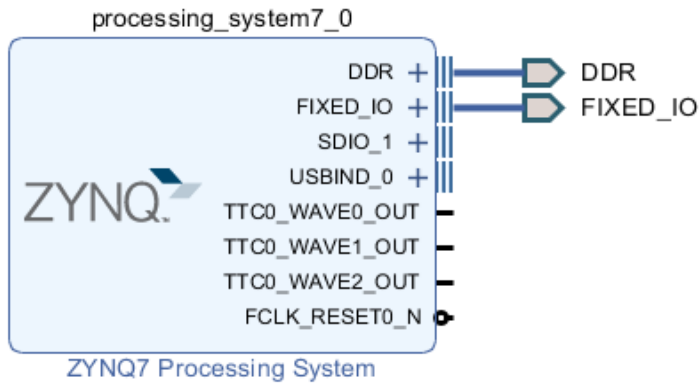 processing_system7_0
DDR
DDR
FIXED_IO
FIXED_IO
SDIO_1
USBIND_0
ZYNQ
TTC0_WAVE0_OUT
TTC0_WAVE1_OUT
TTC0_WAVE2_OUT
FCLK_RESET0_N
ZYNQ7 Processing System